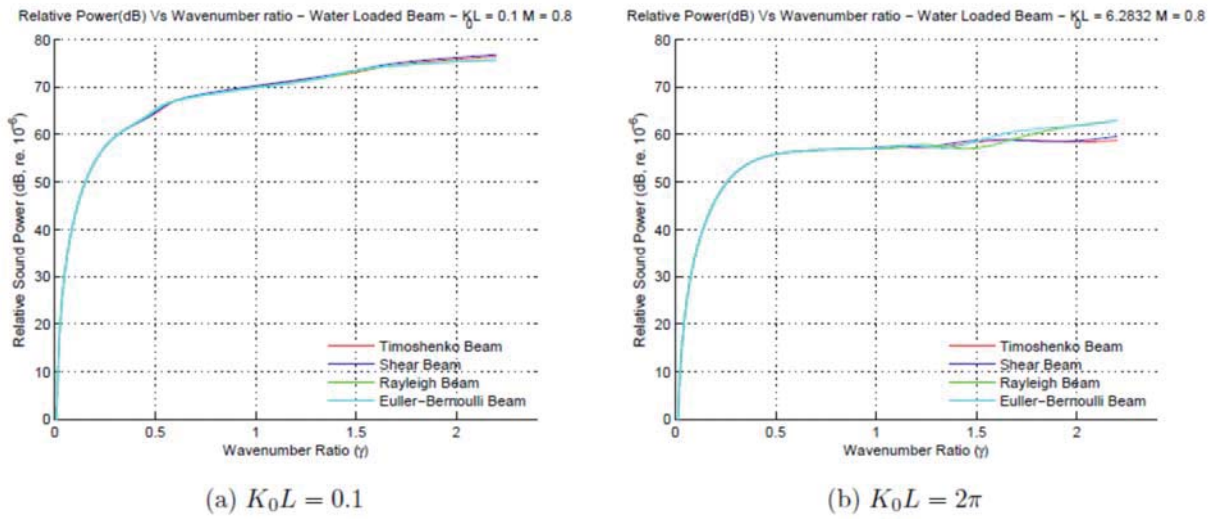 Relative Power(dB) Vs Wavenumber ratio − Water Loaded Beam − K₀L = 0.1 M = 0.8
Relative Sound Power (dB, re. 10⁻⁶)
80
70
60
50
40
30
20
10
0
Timoshenko Beam
Shear Beam
Rayleigh Beam
Euller−Bernoulli Beam
0 0.5 1 1.5 2
Wavenumber Ratio (γ)
(a) K₀L = 0.1
Relative Power(dB) Vs Wavenumber ratio − Water Loaded Beam − K₀L = 6.2832 M = 0.8
Relative Sound Power (dB, re. 10⁻⁶)
80
70
60
50
40
30
20
10
0
Timoshenko Beam
Shear Beam
Rayleigh Beam
Euller−Bernoulli Beam
0 0.5 1 1.5 2
Wavenumber Ratio (γ)
(b) K₀L = 2π